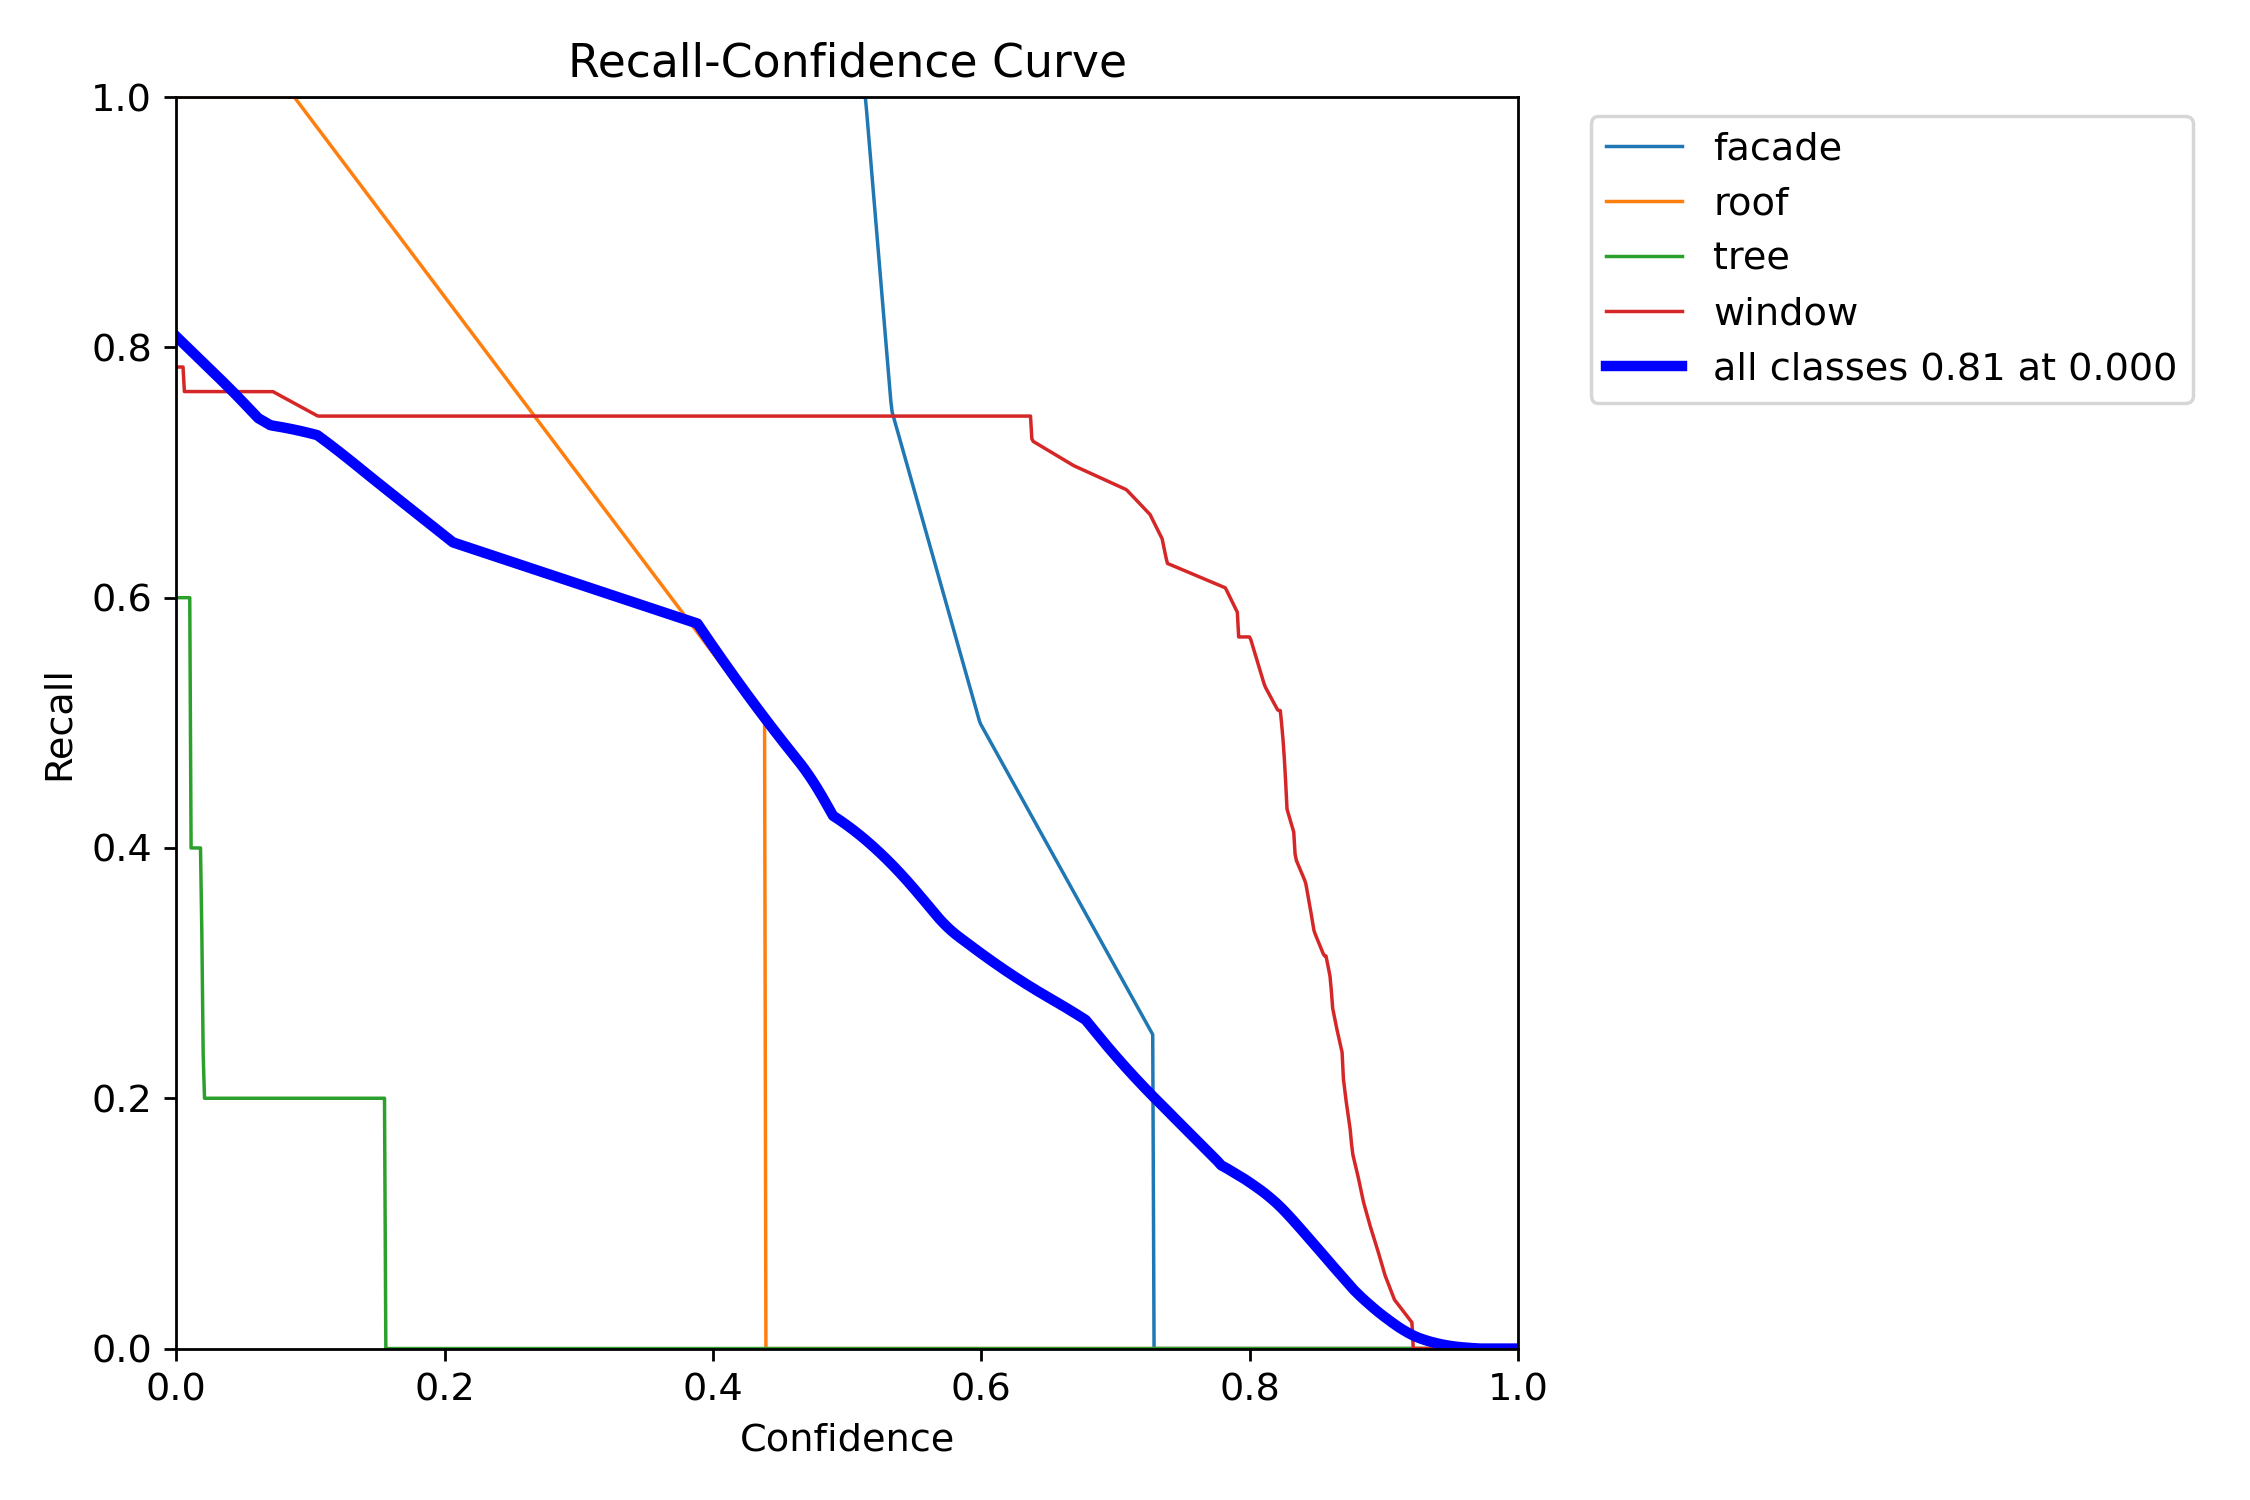 Recall-Confidence Curve
1.0
0.8
0.6
0.4
0.2
0.0
Recall
0.0 0.2 0.4 0.6 0.8 1.0
Confidence
facade
roof
tree
window
all classes 0.81 at 0.000